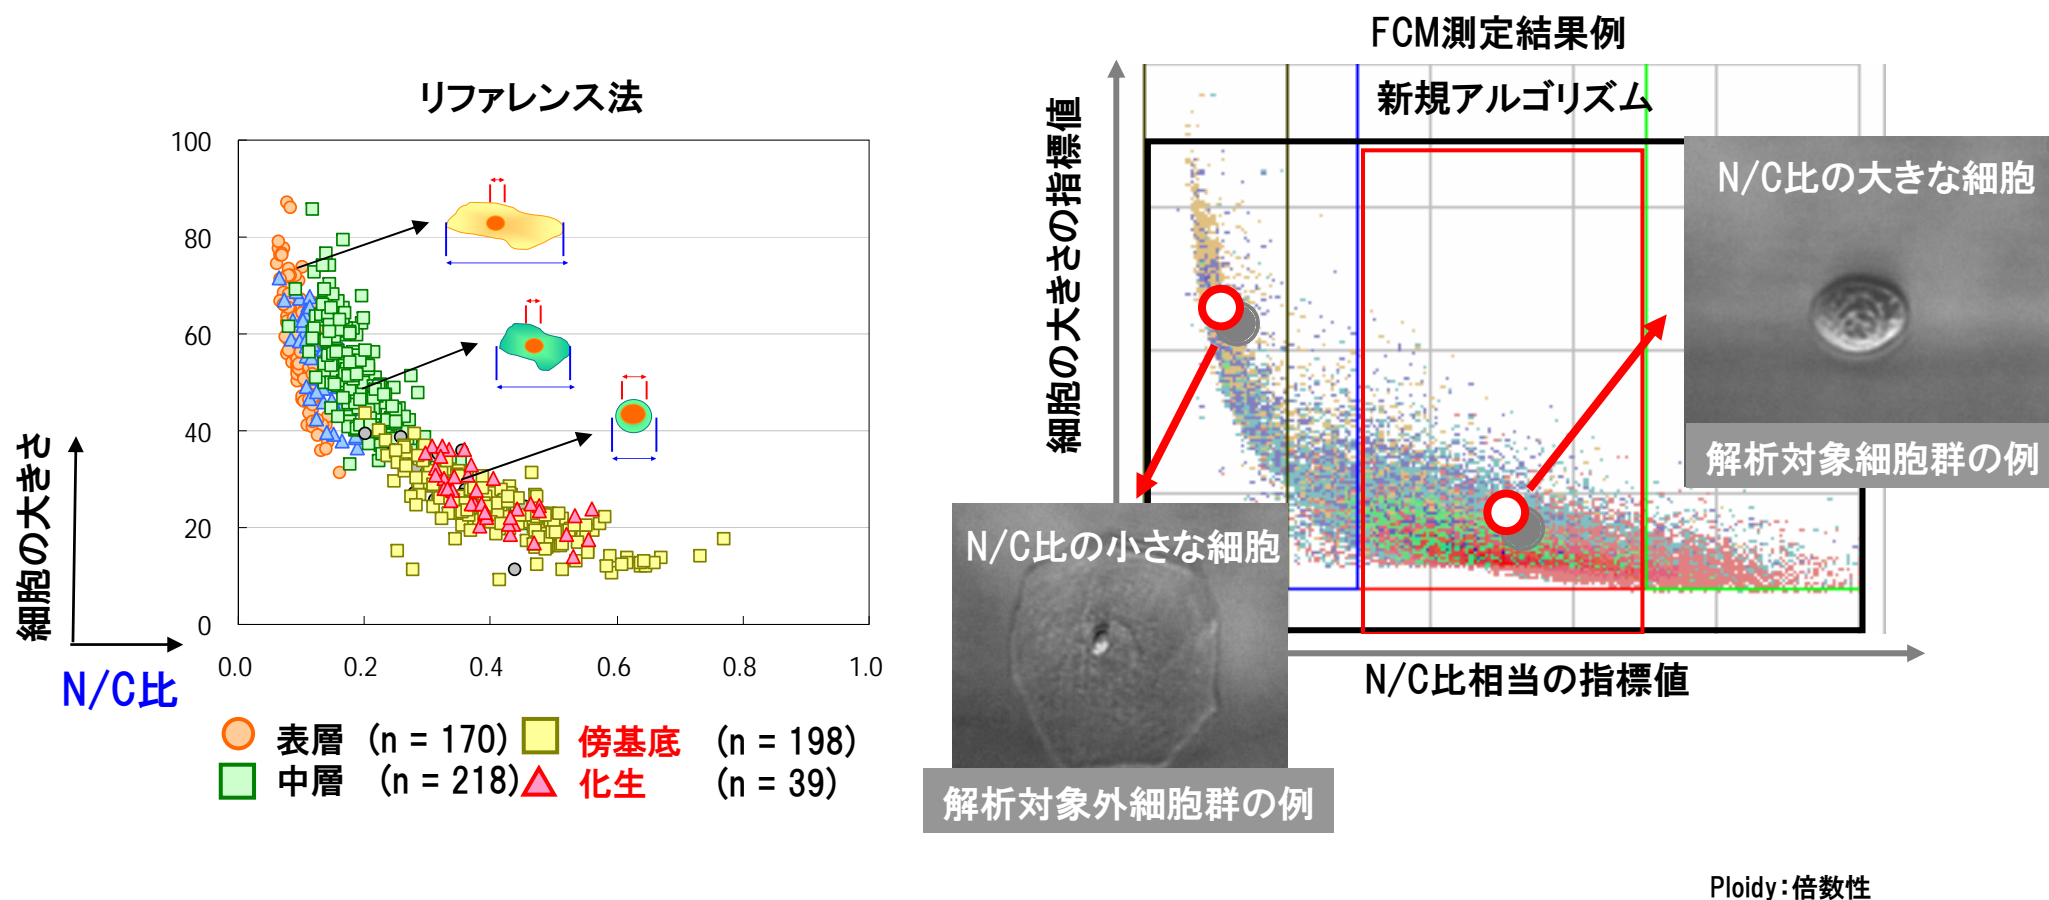 FCM測定結果例
リファレンス法
新規アルゴリズム
細胞の大きさ
N/C比
100
80
60
40
20
0
0.0
0.2
0.4
0.6
0.8
1.0
表層 (n = 170)
傍基底 (n = 198)
中層 (n = 218)
化生 (n = 39)
細胞の大きさの指標値
N/C比の大きな細胞
解析対象細胞群の例
N/C比の小さな細胞
解析対象外細胞群の例
N/C比相当の指標値
Ploidy：倍数性